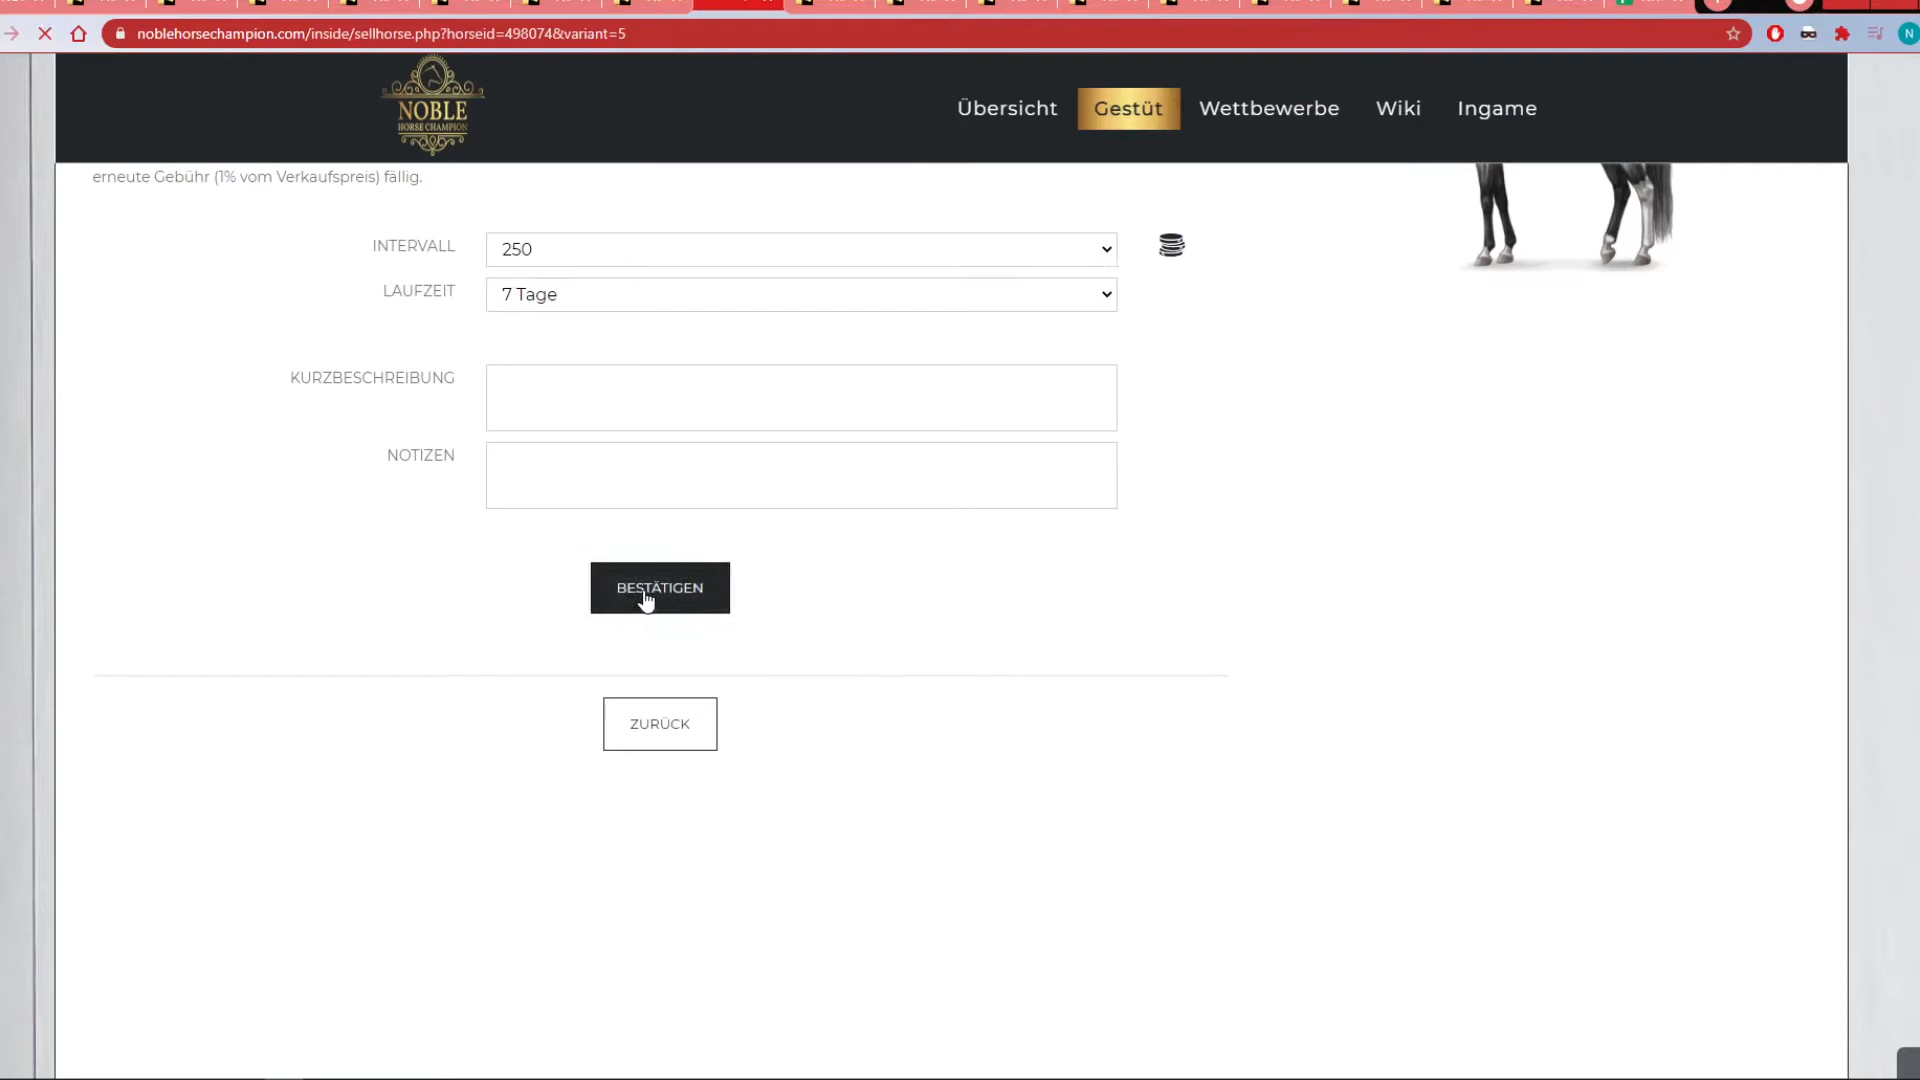 noblehorsechampion.com/inside/sellhorse.php?horseid=498074&variant=5
N
NOBLE
HORSE CHAMPION
Übersicht
Gestüt
Wettbewerbe
Wiki
Ingame
erneute Gebühr (1% vom Verkaufspreis) fällig.
INTERVALL
250
LAUFZEIT
7 Tage
KURZBESCHREIBUNG
NOTIZEN
BESTÄTIGEN
ZURÜCK